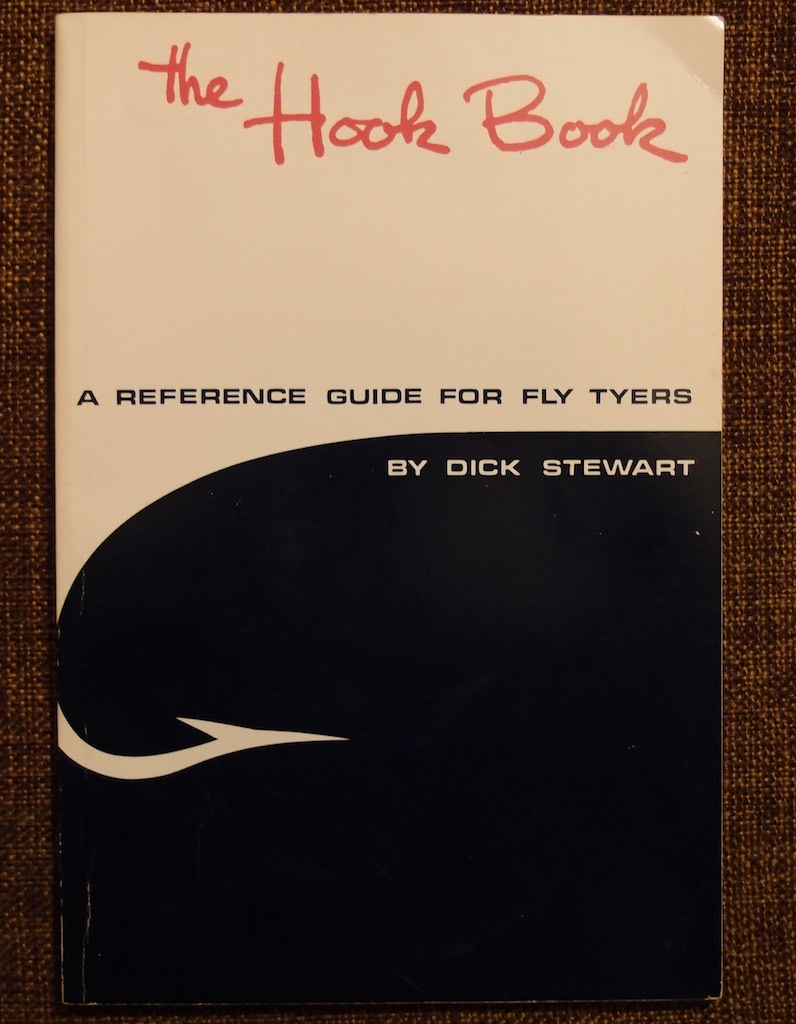 the Hook Book
A REFERENCE GUIDE FOR FLY TYERS
BY DICK STEWART